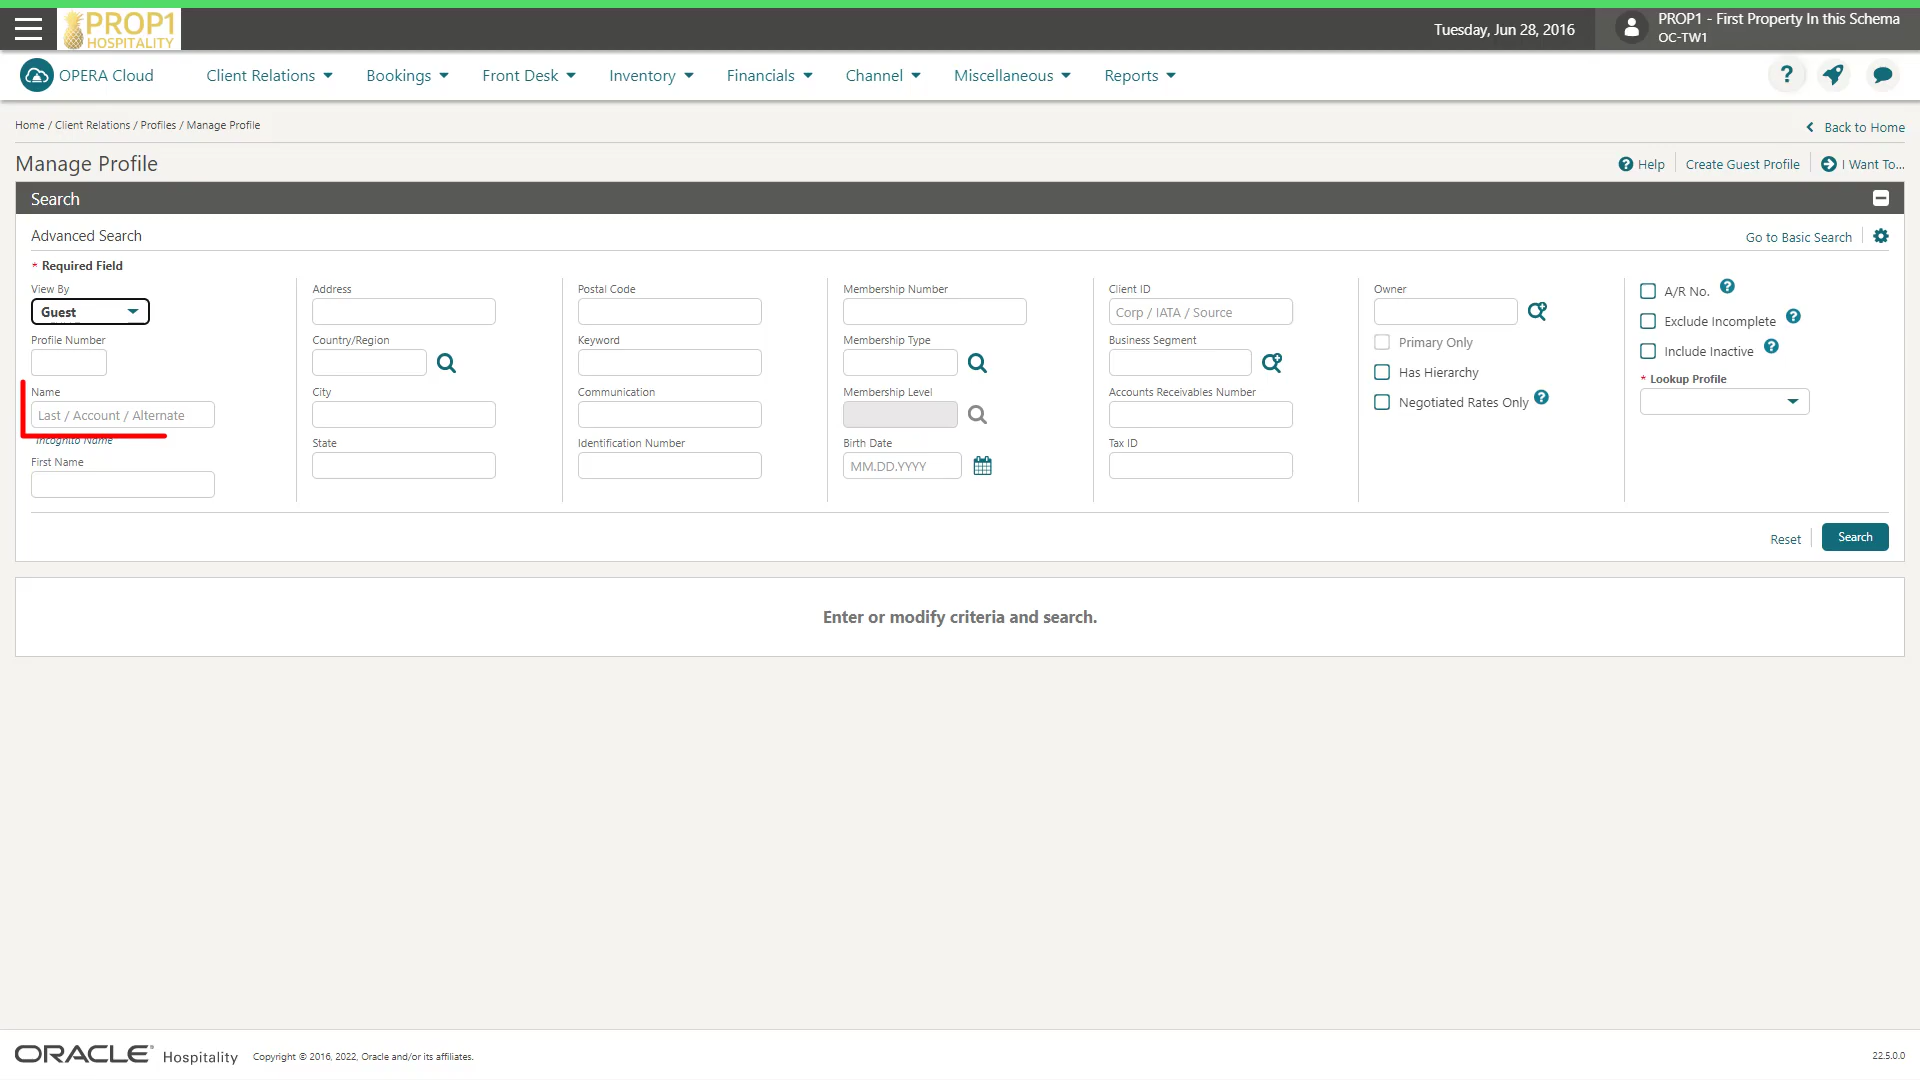 PROP1
HOSPITALITY
Tuesday, Jun 28, 2016
PROP1 - First Property In this Schema
OC-TW1
OPERA Cloud
Client Relations
Bookings
Front Desk
Inventory
Financials
Channel
Miscellaneous
Reports
?
Home / Client Relations / Profiles / Manage Profile
Back to Home
Manage Profile
? Help
Create Guest Profile
I Want To...
Search
Advanced Search
Go to Basic Search
* Required Field
View By
Guest
Profile Number
Name
Last / Account / Alternate
Incognito Name
First Name
Address
Country/Region
City
State
Postal Code
Keyword
Communication
Identification Number
Membership Number
Membership Type
Membership Level
Birth Date
MM.DD.YYYY
Client ID
Corp / IATA / Source
Business Segment
Accounts Receivables Number
Tax ID
Owner
Primary Only
Has Hierarchy
Negotiated Rates Only ?
A/R No. ?
Exclude Incomplete ?
Include Inactive ?
* Lookup Profile
Reset
Search
Enter or modify criteria and search.
ORACLE Hospitality
Copyright © 2016, 2022, Oracle and/or its affiliates.
22.5.0.0